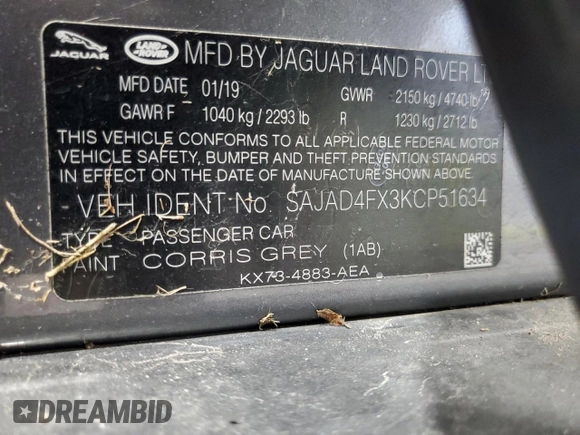 JAGUAR LAND ROVER MFD BY JAGUAR LAND ROVER LT
MFD DATE 01/19 GVWR 2150 kg / 4740 lb
GAWR F 1040 kg / 2293 lb R 1230 kg / 2712 lb
THIS VEHICLE CONFORMS TO ALL APPLICABLE FEDERAL MOTOR
VEHICLE SAFETY, BUMPER AND THEFT PREVENTION STANDARDS
IN EFFECT ON THE DATE OF MANUFACTURE SHOWN ABOVE.
VEH IDENT No. SAJAD4FX3KCP51634
TYPE PASSENGER CAR
PAINT CORRIS GREY (1AB)
KX73-4883-AEA
DREAMBID